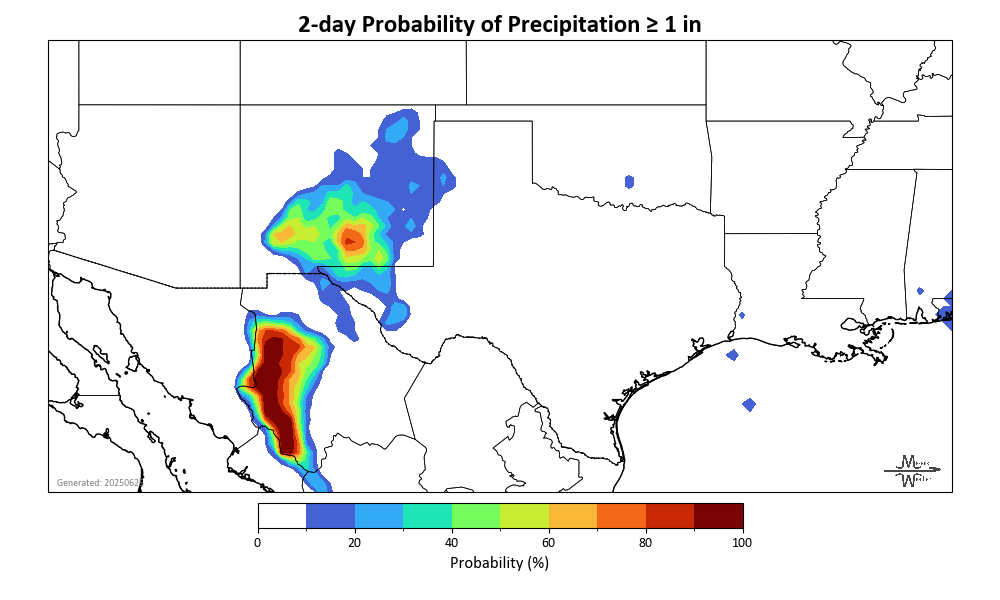 2-day Probability of Precipitation ≥ 1 in
Generated: 2025062
0 20 40 60 80 100
Probability (%)